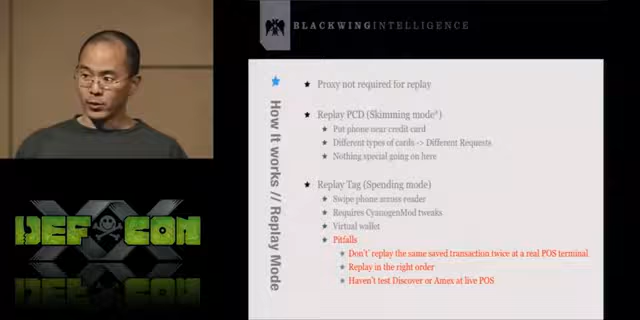 BLACKWINGINTELLIGENCE
How it works // Replay Mode
Proxy not required for replay
Replay PCD (Skimming mode*)
Put phone near credit card
Different types of cards -> Different Requests
Nothing special going on here
Replay Tag (Spending mode)
Swipe phone across reader
Requires CyanogenMod tweaks
Virtual wallet
Pitfalls
Don't replay the same saved transaction twice at a real POS terminal
Replay in the right order
Haven't test Discover or Amex at live POS
XX
DEF CON